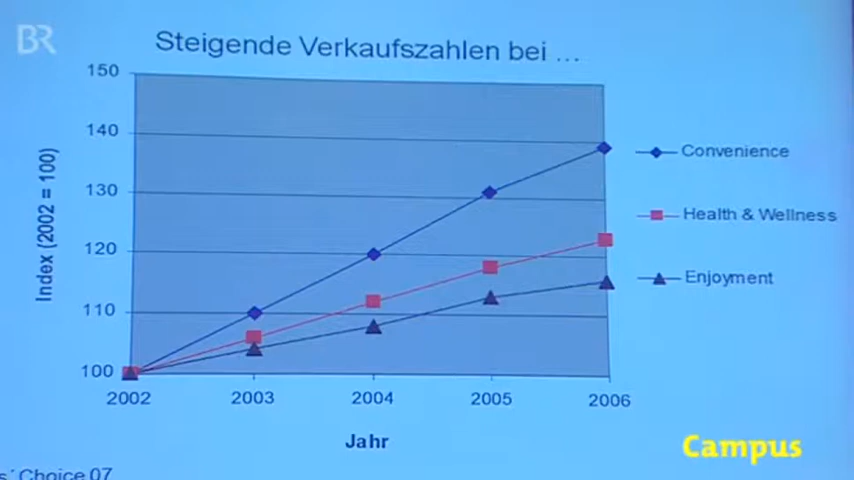 BR
Steigende Verkaufszahlen bei ...
150
140
130
120
110
100
Index (2002 = 100)
2002 2003 2004 2005 2006
Jahr
Convenience
Health & Wellness
Enjoyment
Campus
Choice 07